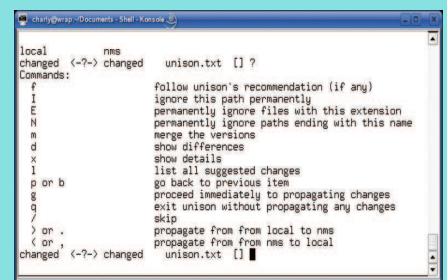 charly@wrap:~/Documents - Shell - Konsole
local nms
changed <-?-> changed unison.txt [] ?
Commands:
f follow unison's recommendation (if any)
I ignore this path permanently
E permanently ignore files with this extension
N permanently ignore paths ending with this name
m merge the versions
d show differences
x show details
l list all suggested changes
p or b go back to previous item
g proceed immediately to propagating changes
q exit unison without propagating any changes
/ skip
> or . propagate from from local to nms
< or , propagate from from nms to local
changed <-?-> changed unison.txt []